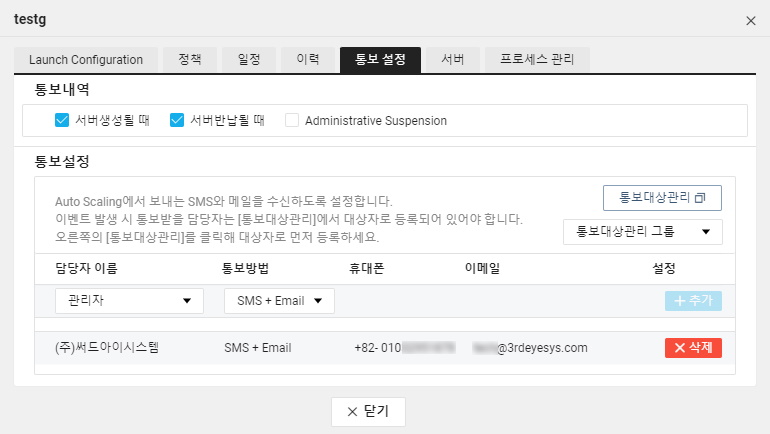 testg
Launch Configuration 정책 일정 이력 통보 설정 서버 프로세스 관리
통보내역
서버생성될 때 서버반납될 때 Administrative Suspension
통보설정
Auto Scaling에서 보내는 SMS와 메일을 수신하도록 설정합니다.
이벤트 발생 시 통보받을 담당자는 [통보대상관리]에서 대상자로 등록되어 있어야 합니다.
오른쪽의 [통보대상관리]를 클릭해 대상자로 먼저 등록하세요.
통보대상관리
통보대상관리 그룹
담당자 이름 통보방법 휴대폰 이메일 설정
관리자 SMS + Email 추가
(주)써드아이시스템 SMS + Email +82- 010 @3rdeyesys.com 삭제
닫기